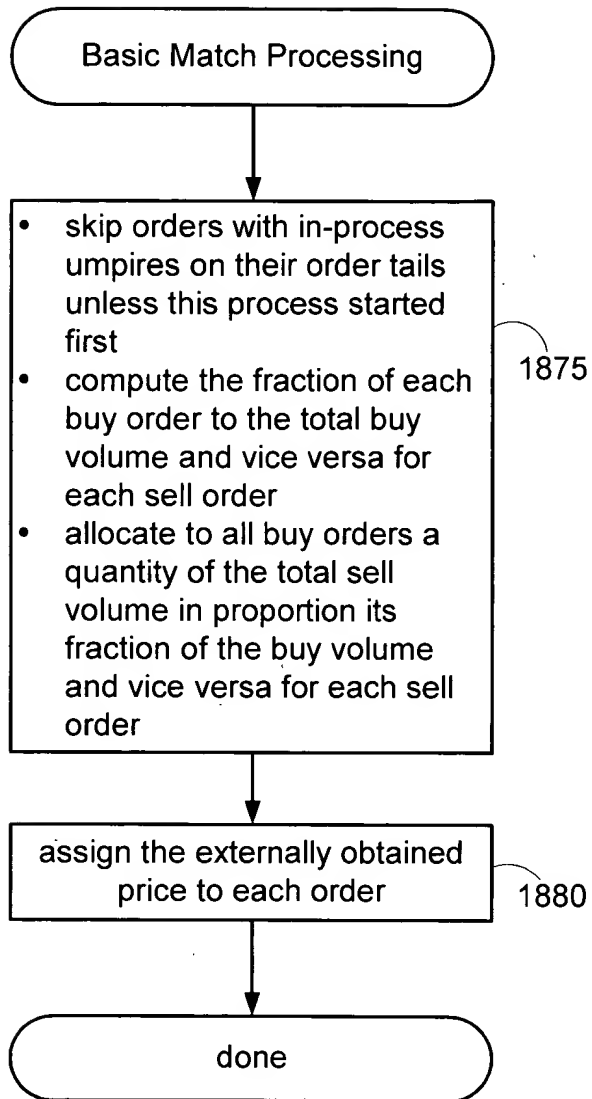 Basic Match Processing
• skip orders with in-process
umpires on their order tails
unless this process started
first
• compute the fraction of each
buy order to the total buy
volume and vice versa for
each sell order
• allocate to all buy orders a
quantity of the total sell
volume in proportion its
fraction of the buy volume
and vice versa for each sell
order
1875
assign the externally obtained
price to each order
1880
done